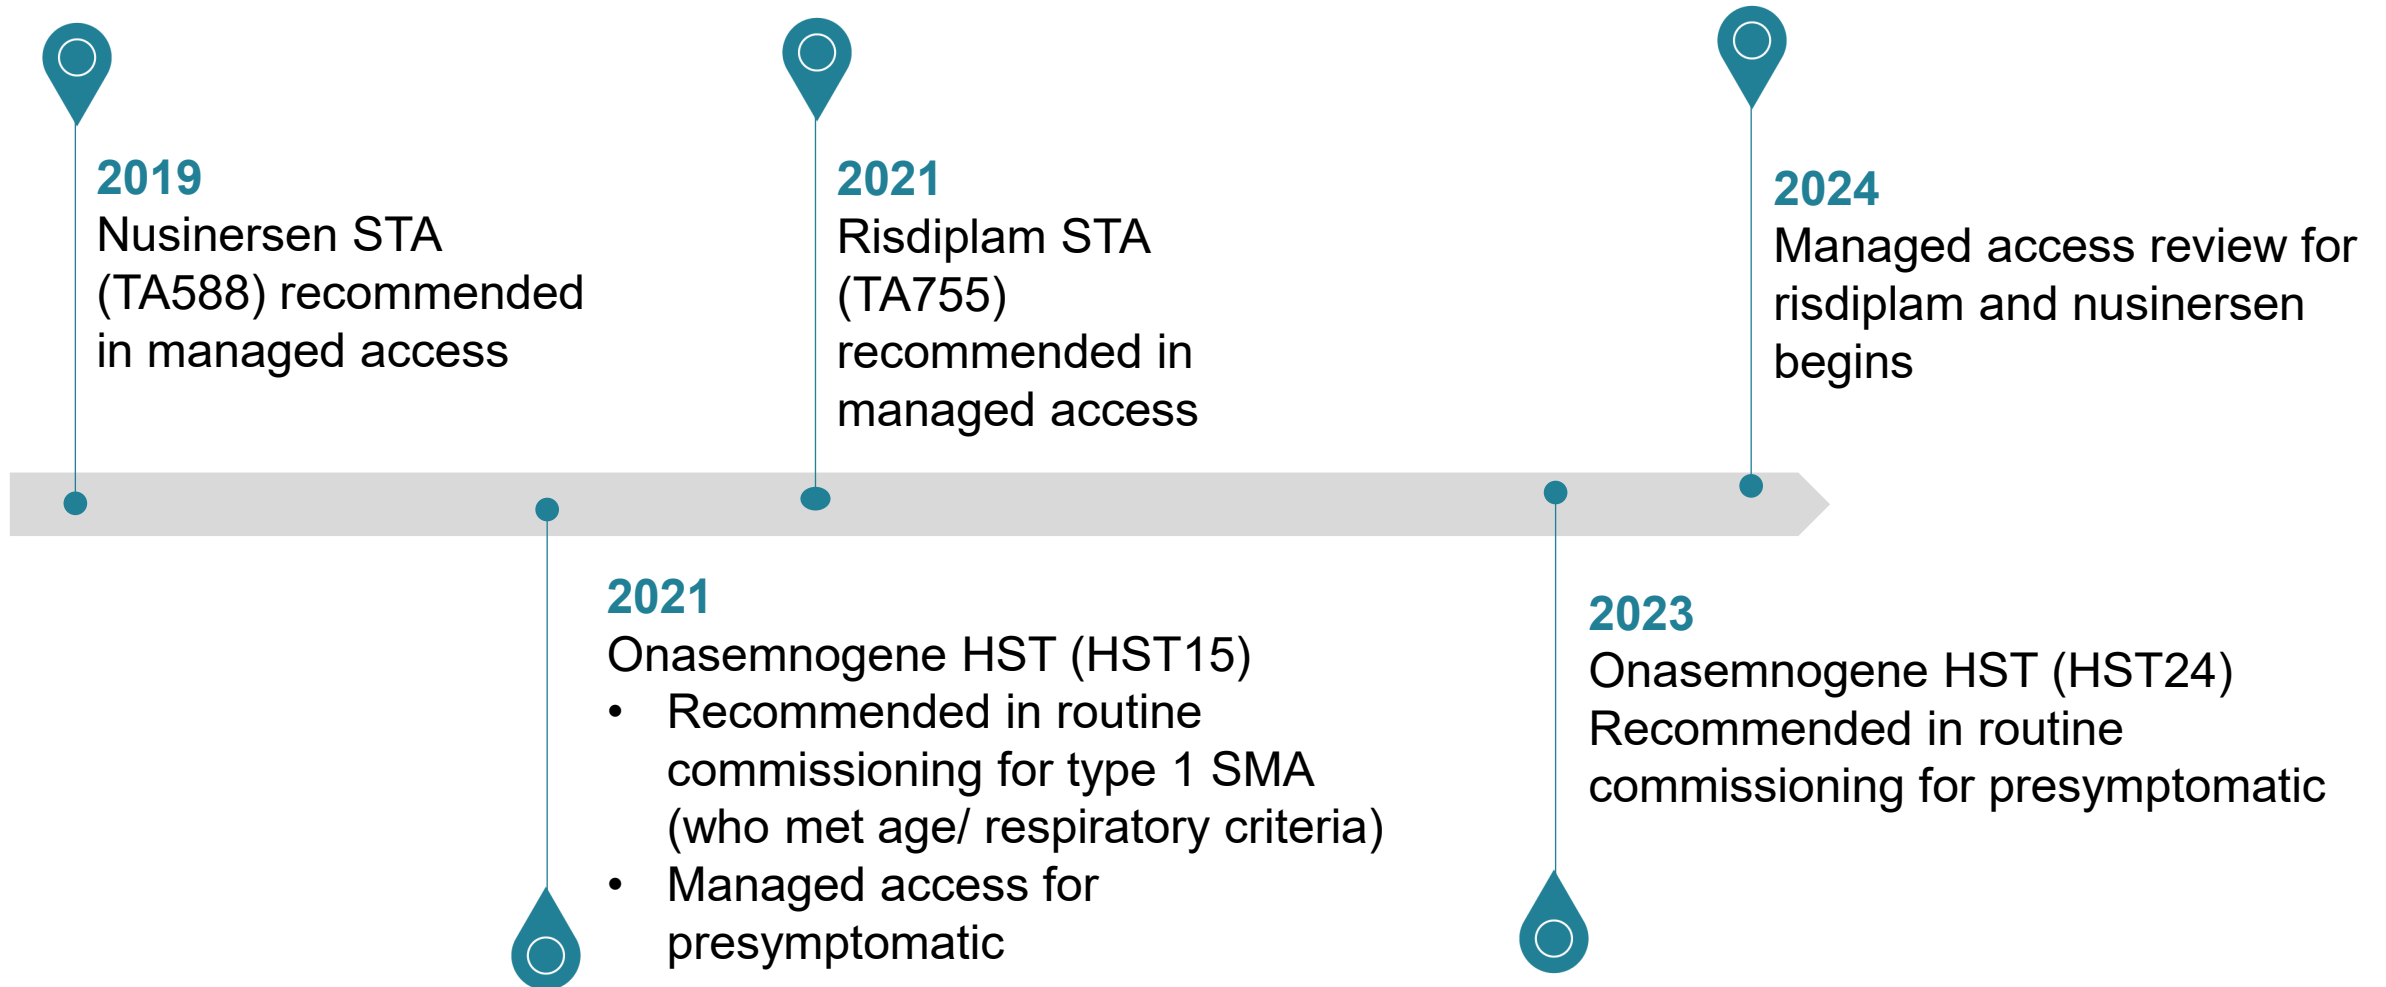 2019
Nusinersen STA
(TA588) recommended
in managed access
2021
Risdiplam STA
(TA755)
recommended in
managed access
2024
Managed access review for
risdiplam and nusinersen
begins
2021
Onasemnogene HST (HST15)
• Recommended in routine
commissioning for type 1 SMA
(who met age/ respiratory criteria)
• Managed access for
presymptomatic
2023
Onasemnogene HST (HST24)
Recommended in routine
commissioning for presymptomatic